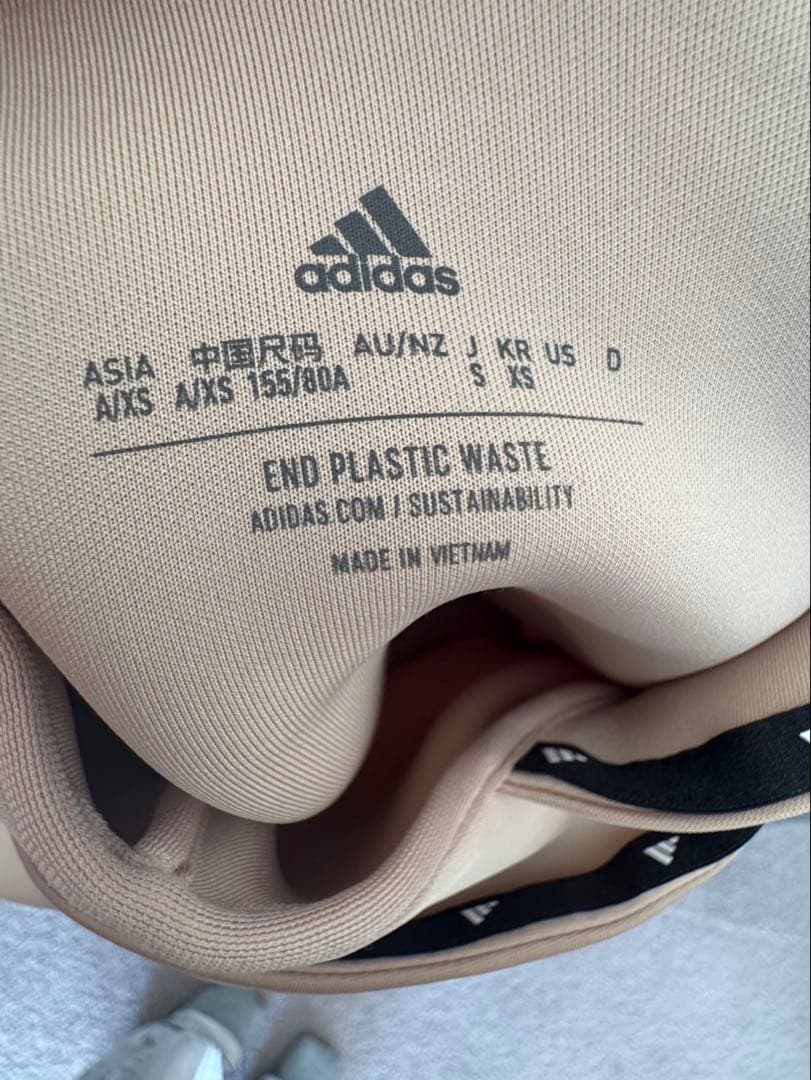 adidas
ASIA 中国尺码 AU/NZ J KR US D
A/XS A/XS 155/80A S XS
END PLASTIC WASTE
ADIDAS.COM / SUSTAINABILITY
MADE IN VIETNAM